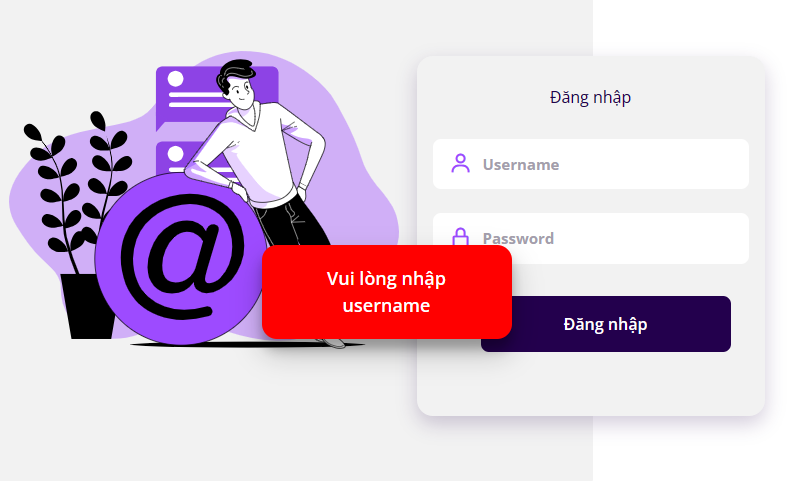 Đăng nhập
Username
Password
Vui lòng nhập
username
Đăng nhập
@